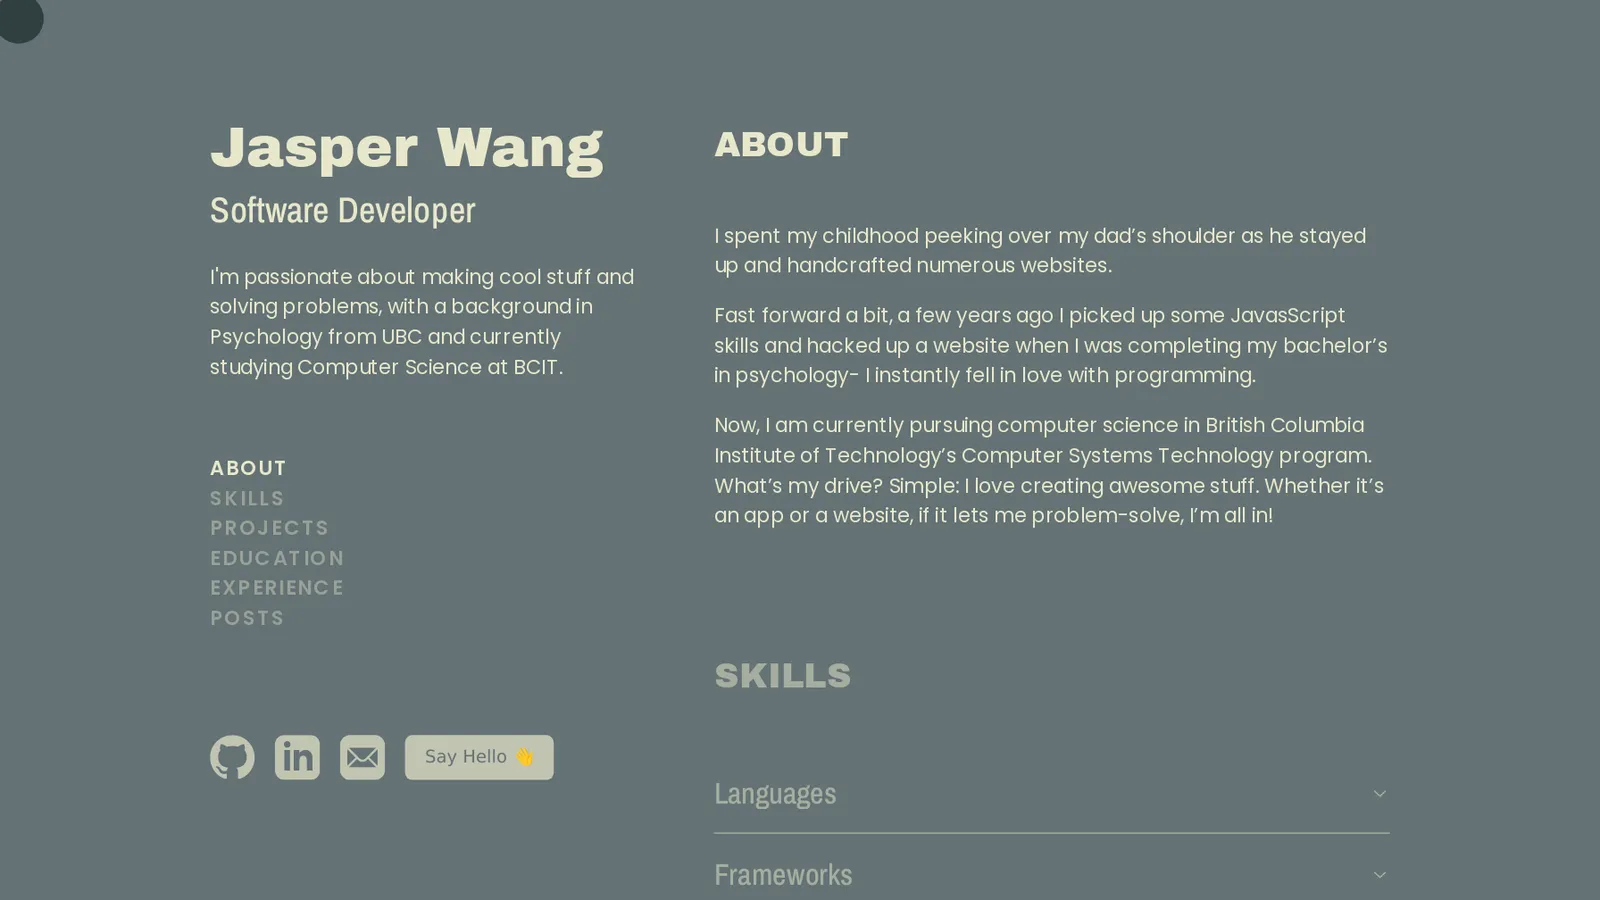 Jasper Wang
Software Developer
I'm passionate about making cool stuff and
solving problems, with a background in
Psychology from UBC and currently
studying Computer Science at BCIT.
ABOUT
SKILLS
PROJECTS
EDUCATION
EXPERIENCE
POSTS
in
Say Hello 👋
ABOUT
I spent my childhood peeking over my dad’s shoulder as he stayed
up and handcrafted numerous websites.
Fast forward a bit, a few years ago I picked up some JavasScript
skills and hacked up a website when I was completing my bachelor’s
in psychology- I instantly fell in love with programming.
Now, I am currently pursuing computer science in British Columbia
Institute of Technology’s Computer Systems Technology program.
What’s my drive? Simple: I love creating awesome stuff. Whether it’s
an app or a website, if it lets me problem-solve, I’m all in!
SKILLS
Languages
Frameworks